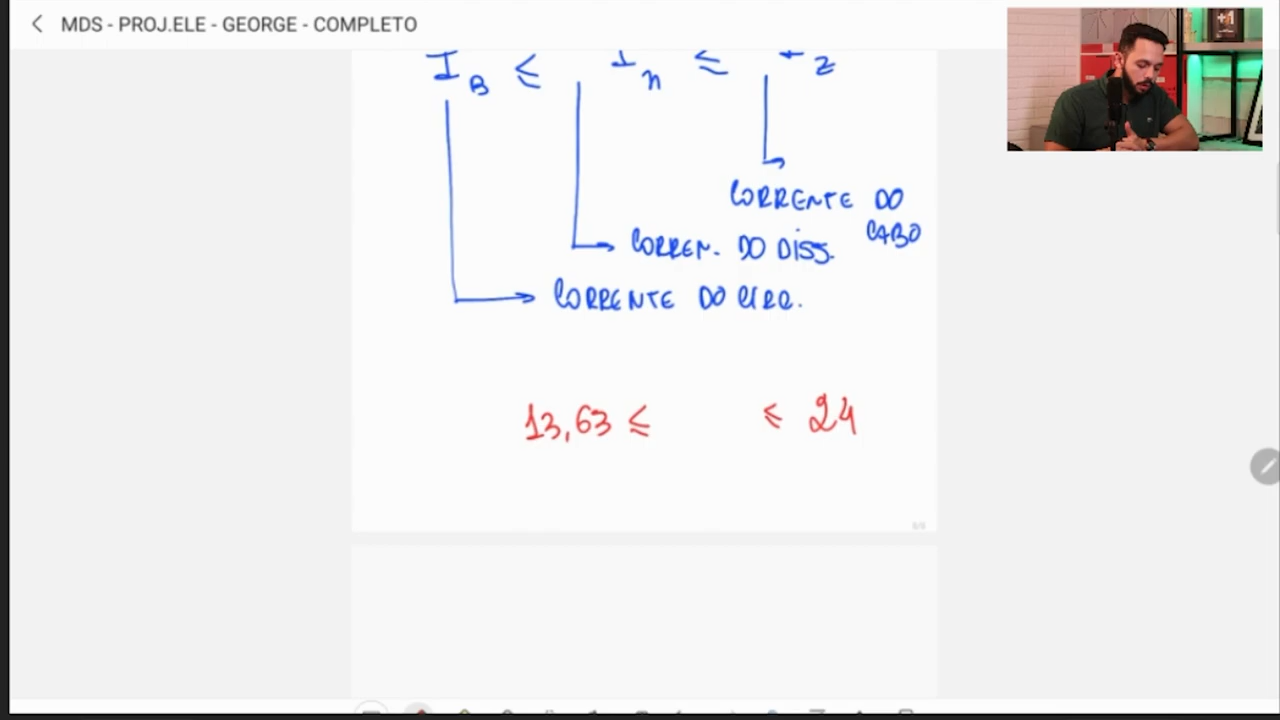 MDS - PROJ.ELE - GEORGE - COMPLETO
I_B ≤ I_n ≤ I_z
CORRENTE DO
CABO
CORREN. DO DISS.
CORRENTE DO CIRC.
13,63 ≤ ≤ 24